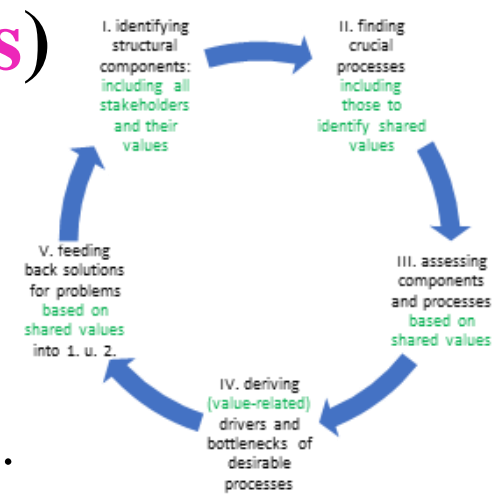 s)
I. identifying
structural
components:
including all
stakeholders
and their
values
II. finding
crucial
processes
including
those to
identify shared
values
III. assessing
components
and processes
based on
shared values
IV. deriving
(value-related)
drivers and
bottlenecks of
desirable
processes
V. feeding
back solutions
for problems
based on
shared values
into 1. u. 2.
.